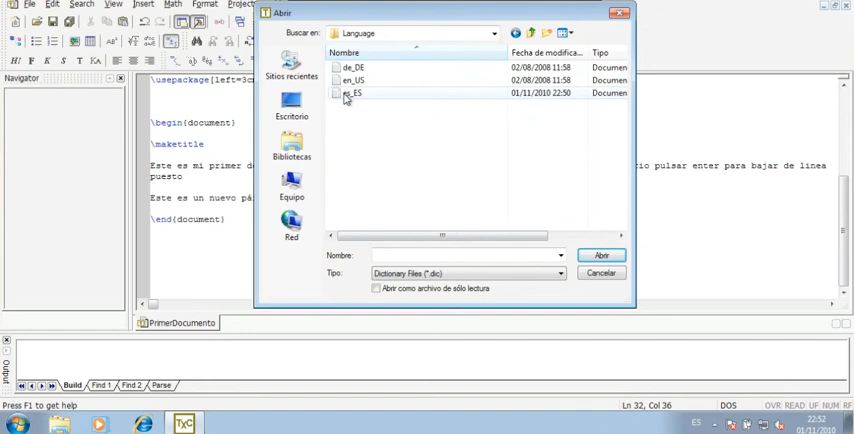 File Edit Search View Insert Math Format Project
Abrir
Buscar en: Language
Navigator
Nombre Fecha de modifica... Tipo
de_DE 02/08/2008 11:58 Documen
en_US 02/08/2008 11:58 Documen
es_ES 01/11/2010 22:50 Documen
Sitios recientes
Escritorio
Bibliotecas
Equipo
Red
\usepackage[left=3c
\begin{document}
\maketitle
Este es mi primer d cio pulsar enter para bajar de linea
puesto
Este es un nuevo pá
\end{document}
Nombre: Abrir
Tipo: Dictionary Files (*.dic) Cancelar
Abrir como archivo de sólo lectura
PrimerDocumento
Output
Build Find 1 Find 2 Parse
Press F1 to get help Ln 32, Col 36 DOS OVR READ UF NUM RF
TXC ES 22:52
01/11/2010